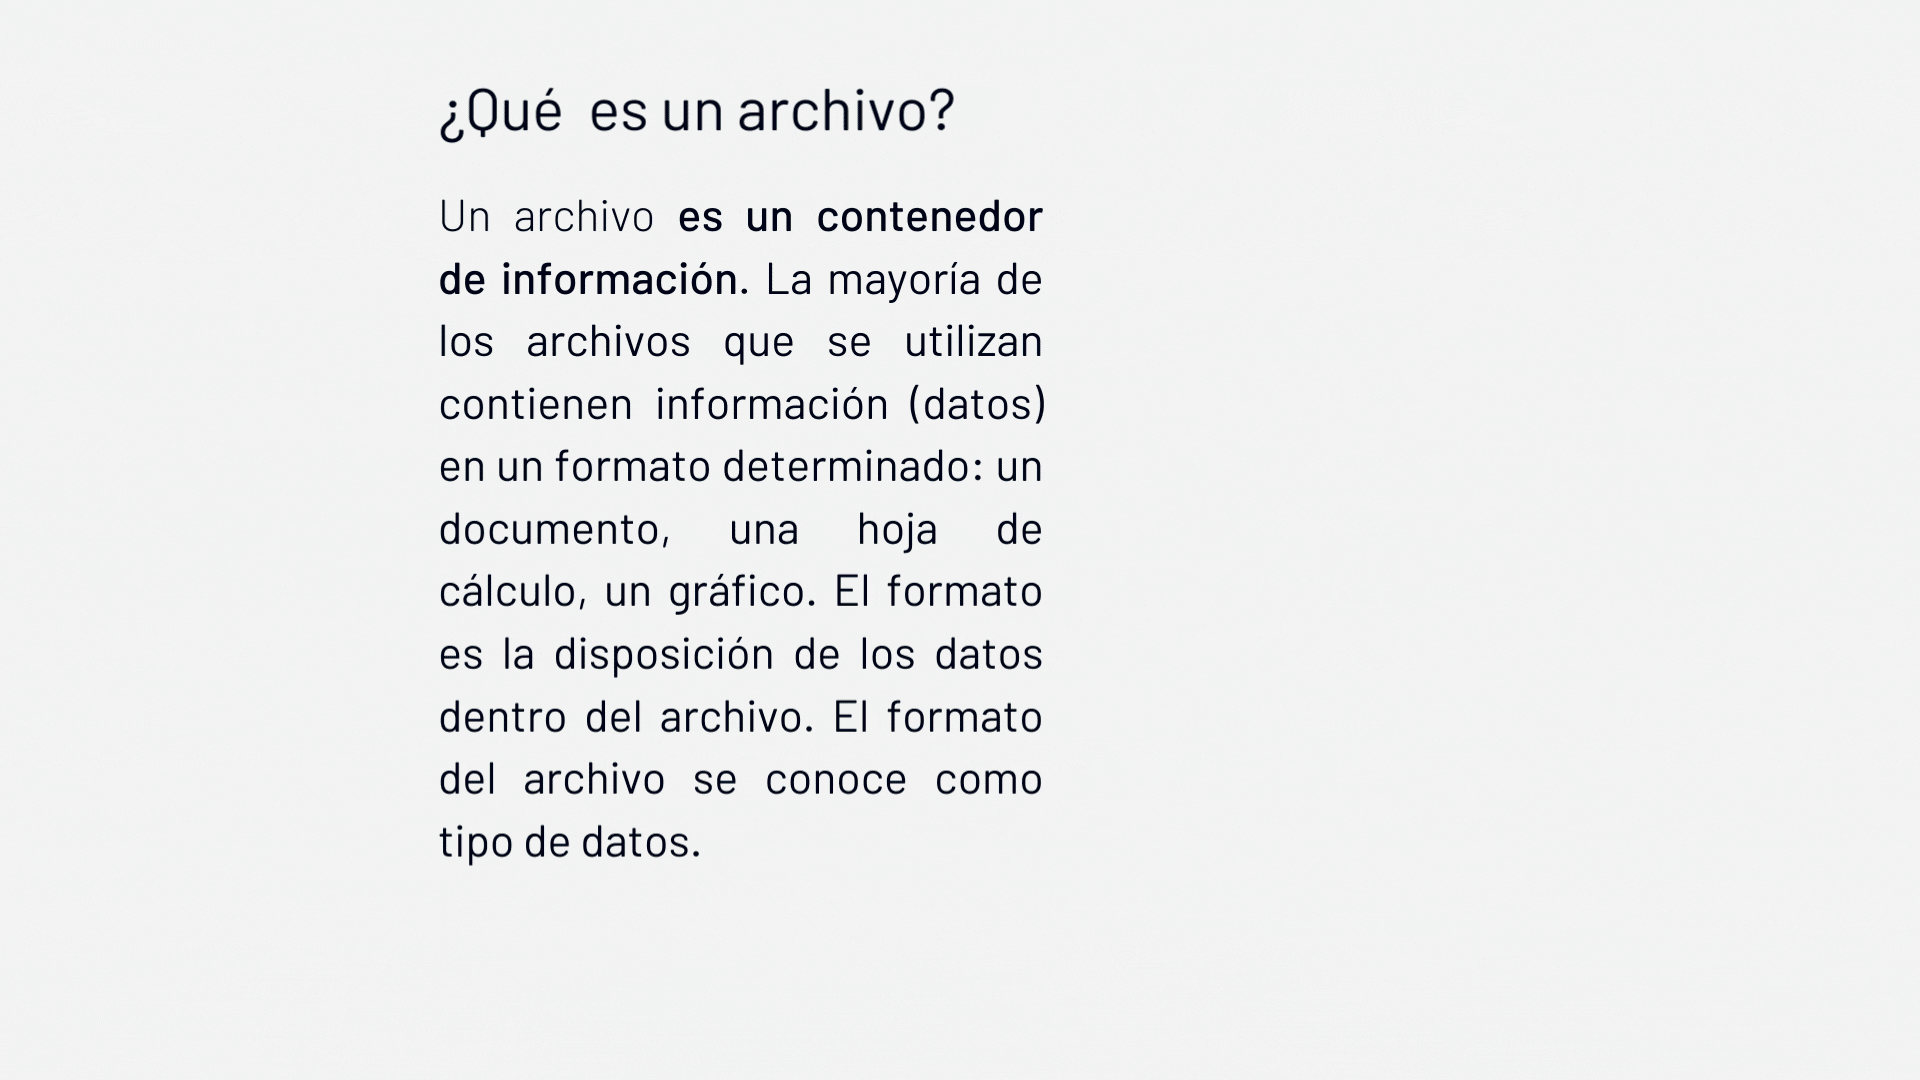 ¿Qué es un archivo?
Un archivo es un contenedor
de información. La mayoría de
los archivos que se utilizan
contienen información (datos)
en un formato determinado: un
documento, una hoja de
cálculo, un gráfico. El formato
es la disposición de los datos
dentro del archivo. El formato
del archivo se conoce como
tipo de datos.